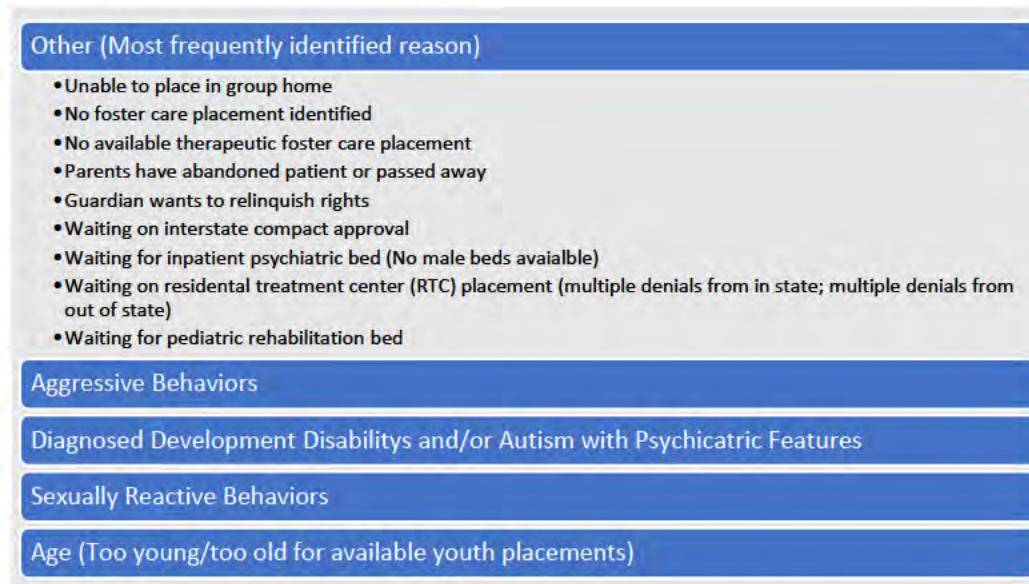 Other (Most frequently identified reason)
•Unable to place in group home
•No foster care placement identified
•No available therapeutic foster care placement
•Parents have abandoned patient or passed away
•Guardian wants to relinquish rights
•Waiting on interstate compact approval
•Waiting for inpatient psychiatric bed (No male beds avaialble)
•Waiting on residental treatment center (RTC) placement (multiple denials from in state; multiple denials from
out of state)
•Waiting for pediatric rehabilitation bed
Aggressive Behaviors
Diagnosed Development Disabilitys and/or Autism with Psychicatric Features
Sexually Reactive Behaviors
Age (Too young/too old for available youth placements)